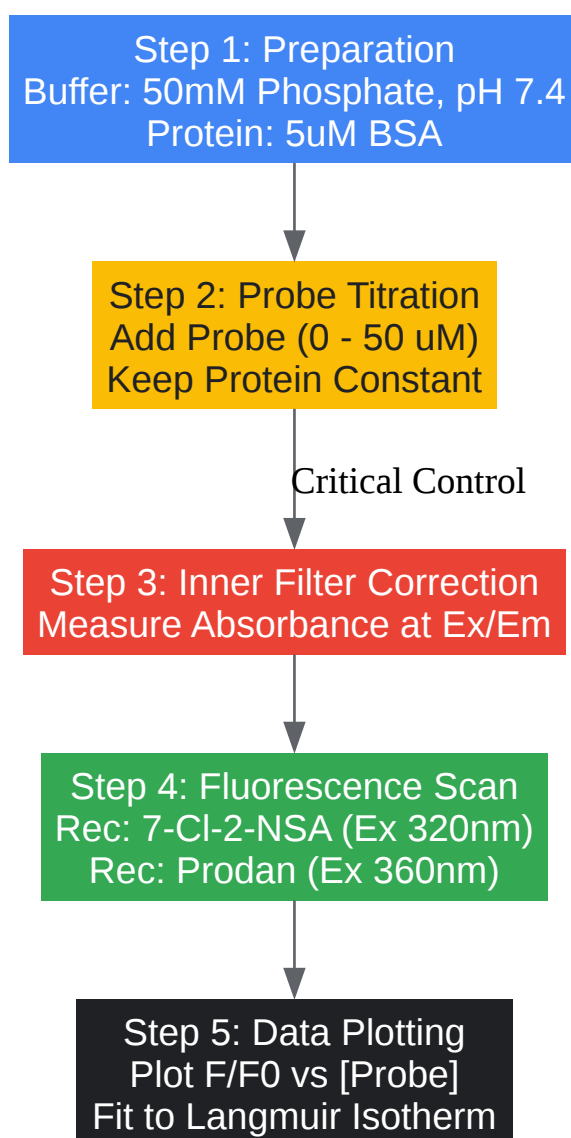 Step 1: Preparation
Buffer: 50mM Phosphate, pH 7.4
Protein: 5uM BSA
Step 2: Probe Titration
Add Probe (0 - 50 uM)
Keep Protein Constant
Critical Control
Step 3: Inner Filter Correction
Measure Absorbance at Ex/Em
Step 4: Fluorescence Scan
Rec: 7-Cl-2-NSA (Ex 320nm)
Rec: Prodan (Ex 360nm)
Step 5: Data Plotting
Plot F/F0 vs [Probe]
Fit to Langmuir Isotherm